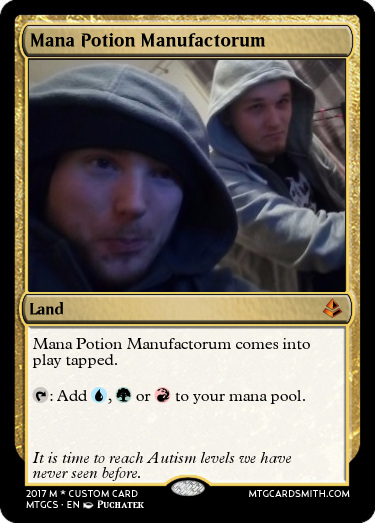 Mana Potion Manufactorum
Land
Mana Potion Manufactorum comes into
play tapped.
: Add , or to your mana pool.
It is time to reach Autism levels we have
never seen before.
2017 M * CUSTOM CARD
MTGCS • EN PUCHATEK
MTGCARDSMITH.COM